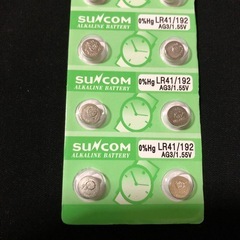 SUNCOM
ALKALINE BATTERY
0%Hg LR41/192
AG3/1.55V
SUNCOM
ALKALINE BATTERY
0%Hg LR41/192
AG3/1.55V
SUNCOM
ALKALINE BATTERY
0%Hg LR41/192
AG3/1.55V